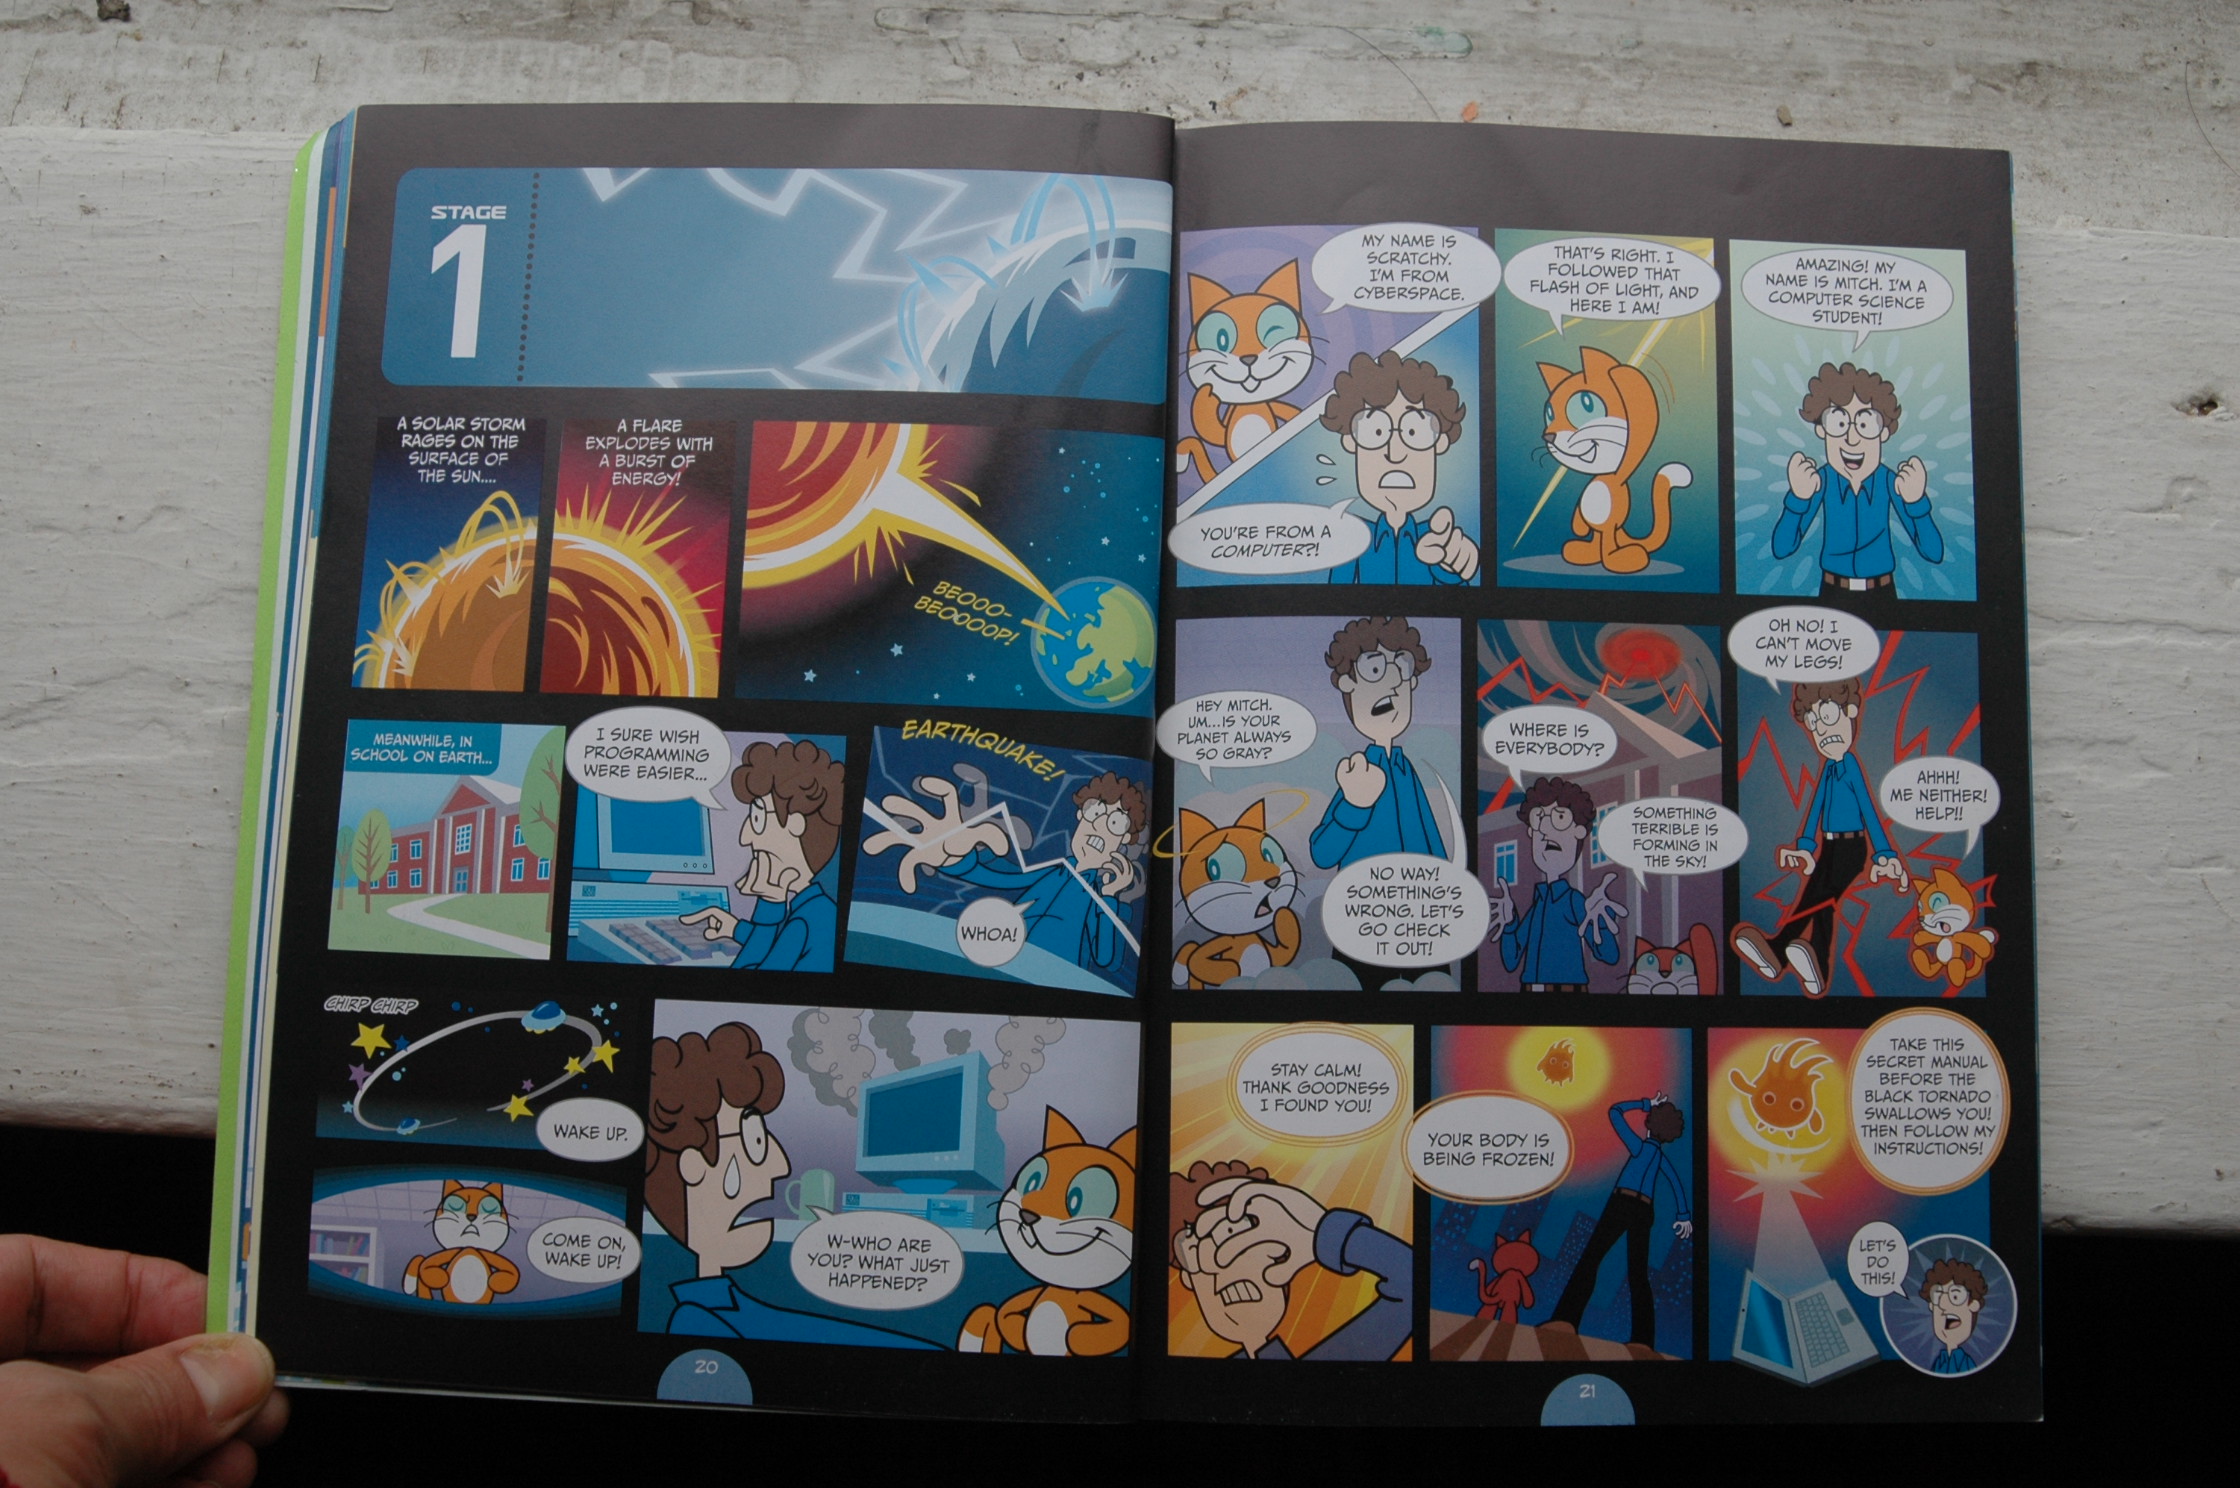 STAGE
1
A SOLAR STORM
RAGES ON THE
SURFACE OF
THE SUN....
A FLARE
EXPLODES WITH
A BURST OF
ENERGY!
BEOOO-
BEOOOOP!
MEANWHILE, IN
SCHOOL ON EARTH...
I SURE WISH
PROGRAMMING
WERE EASIER...
EARTHQUAKE!
WHOA!
CHIRP CHIRP
WAKE UP.
COME ON,
WAKE UP!
W-WHO ARE
YOU? WHAT JUST
HAPPENED?
20
MY NAME IS
SCRATCHY.
I'M FROM
CYBERSPACE.
YOU'RE FROM A
COMPUTER?!
THAT'S RIGHT. I
FOLLOWED THAT
FLASH OF LIGHT, AND
HERE I AM!
AMAZING! MY
NAME IS MITCH. I'M A
COMPUTER SCIENCE
STUDENT!
HEY MITCH.
UM...IS YOUR
PLANET ALWAYS
SO GRAY?
NO WAY!
SOMETHING'S
WRONG. LET'S
GO CHECK
IT OUT!
WHERE IS
EVERYBODY?
SOMETHING
TERRIBLE IS
FORMING IN
THE SKY!
OH NO! I
CAN'T MOVE
MY LEGS!
AHHH!
ME NEITHER!
HELP!!
STAY CALM!
THANK GOODNESS
I FOUND YOU!
YOUR BODY IS
BEING FROZEN!
TAKE THIS
SECRET MANUAL
BEFORE THE
BLACK TORNADO
SWALLOWS YOU!
THEN FOLLOW MY
INSTRUCTIONS!
LET'S
DO
THIS!
21